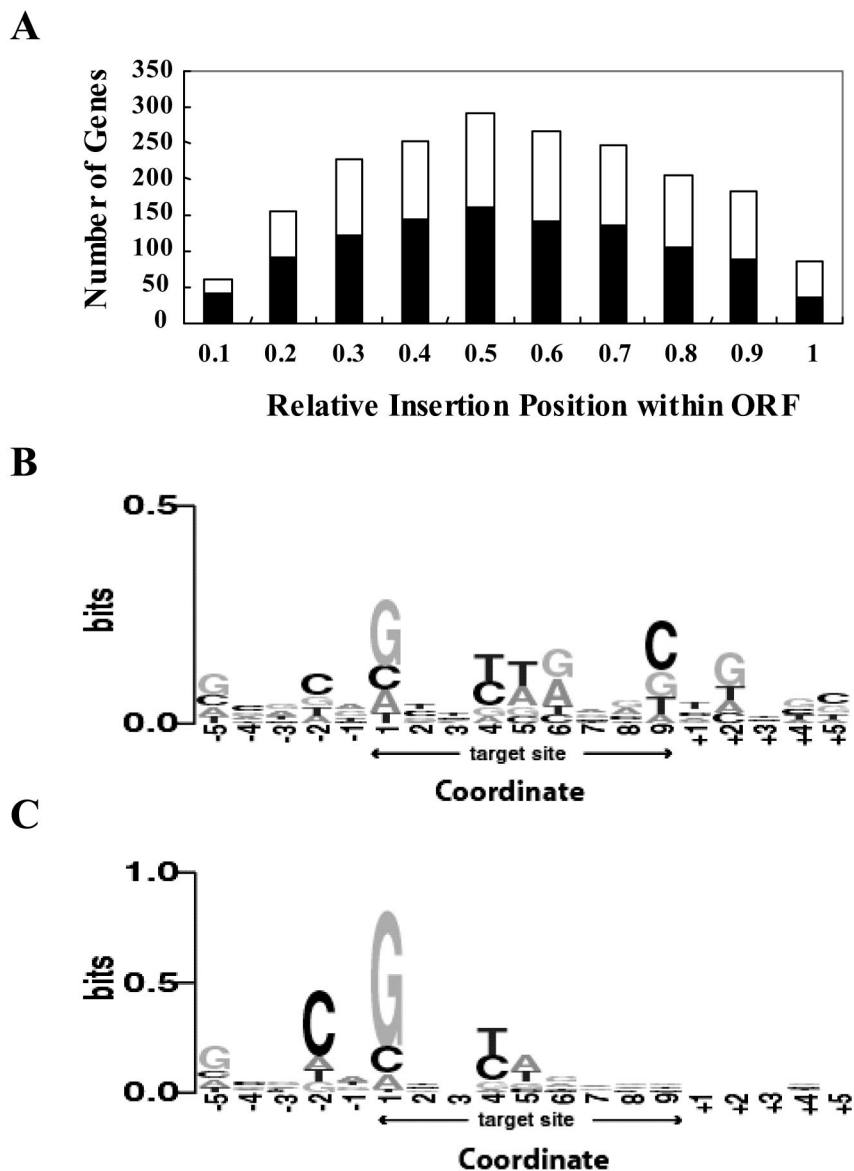 A
350
300
250
200
150
100
50
0
Number of Genes
0.1 0.2 0.3 0.4 0.5 0.6 0.7 0.8 0.9 1
Relative Insertion Position within ORF
B
0.5
bits
0.0
G C G C T C T A G A C G T G T A C
-5 -4 -3 -2 -1 1 2 3 4 5 6 7 8 9 +1 +2 +3 +4 +5
target site
Coordinate
C
1.0
0.5
bits
0.0
G C A G C A T C A
-5 -4 -3 -2 -1 1 2 3 4 5 6 7 8 9 +1 +2 +3 +4 +5
target site
Coordinate